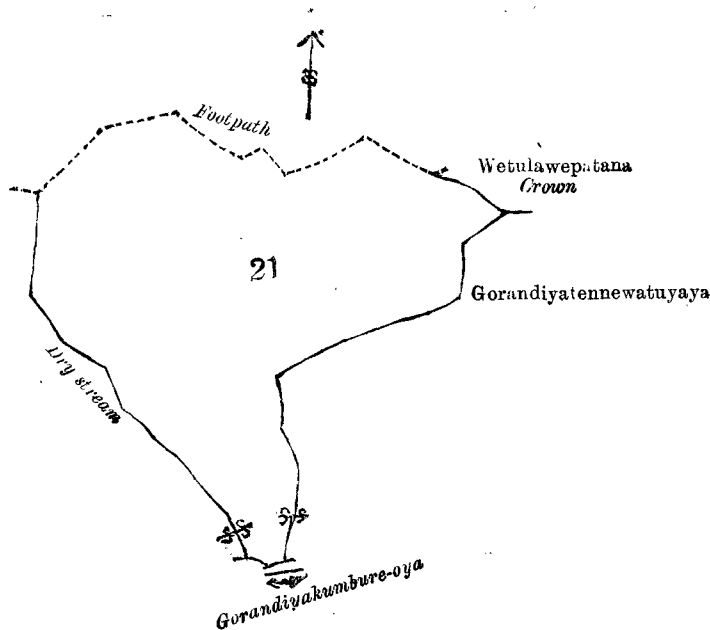 Footpath
Wetulawepatana
Crown
21
Gorandiyatennewatuyaya
Dry stream
Gorandiyakumbure-oya